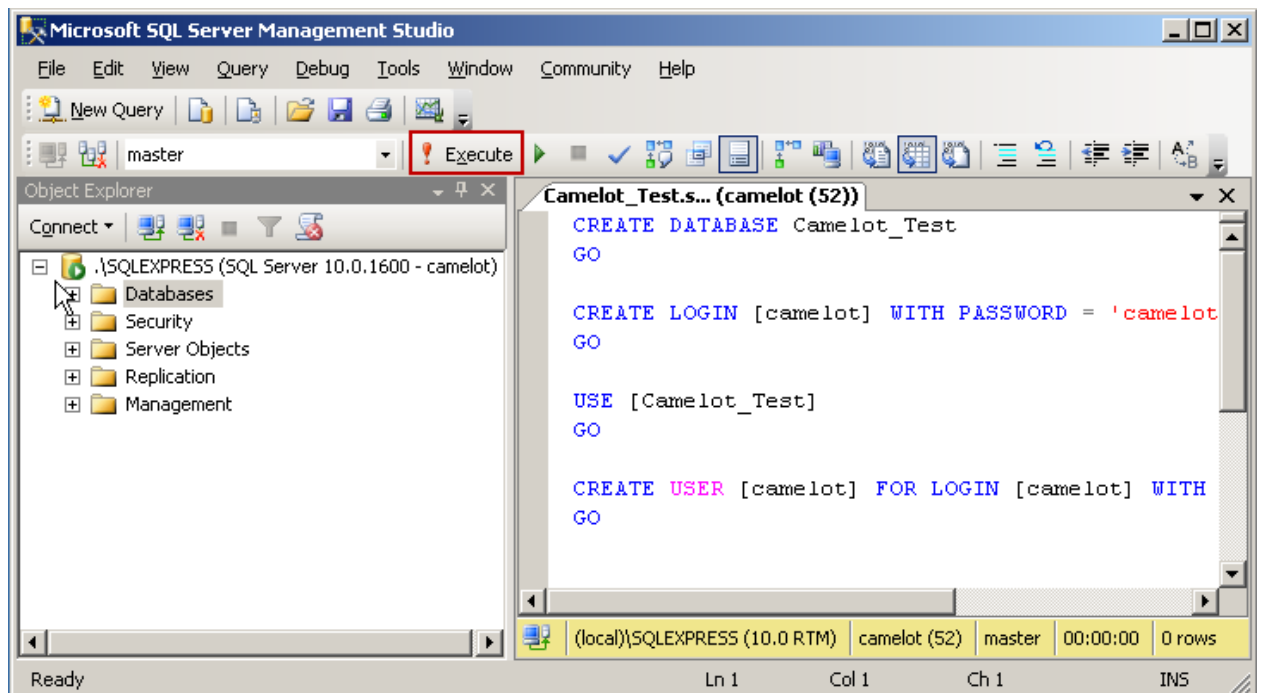 Microsoft SQL Server Management Studio
File Edit View Query Debug Tools Window Community Help
New Query
master Execute
Object Explorer
Connect
.\SQLEXPRESS (SQL Server 10.0.1600 - camelot)
Databases
Security
Server Objects
Replication
Management
Camelot_Test.s... (camelot (52))
CREATE DATABASE Camelot_Test
GO
CREATE LOGIN [camelot] WITH PASSWORD = 'camelot
GO
USE [Camelot_Test]
GO
CREATE USER [camelot] FOR LOGIN [camelot] WITH
GO
(local)\SQLEXPRESS (10.0 RTM) camelot (52) master 00:00:00 0 rows
Ready Ln 1 Col 1 Ch 1 INS